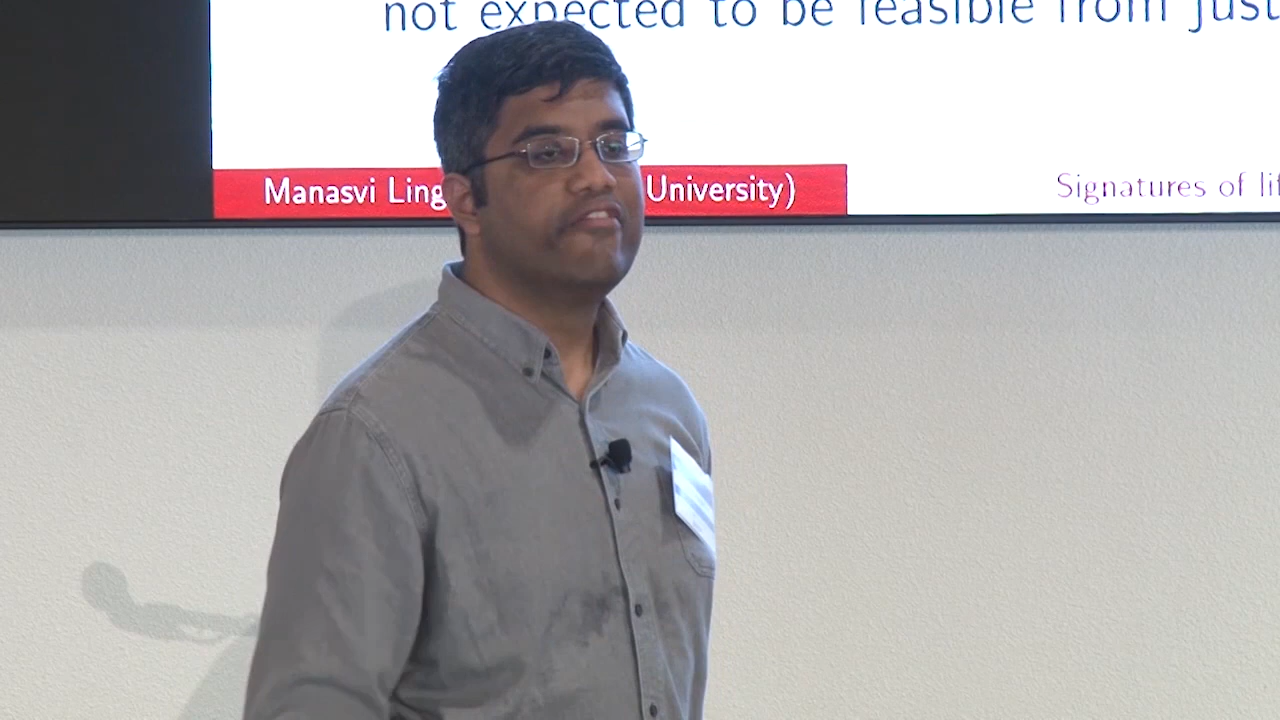 not expected to be feasible from just
Manasvi Ling University)
Signatures of lif